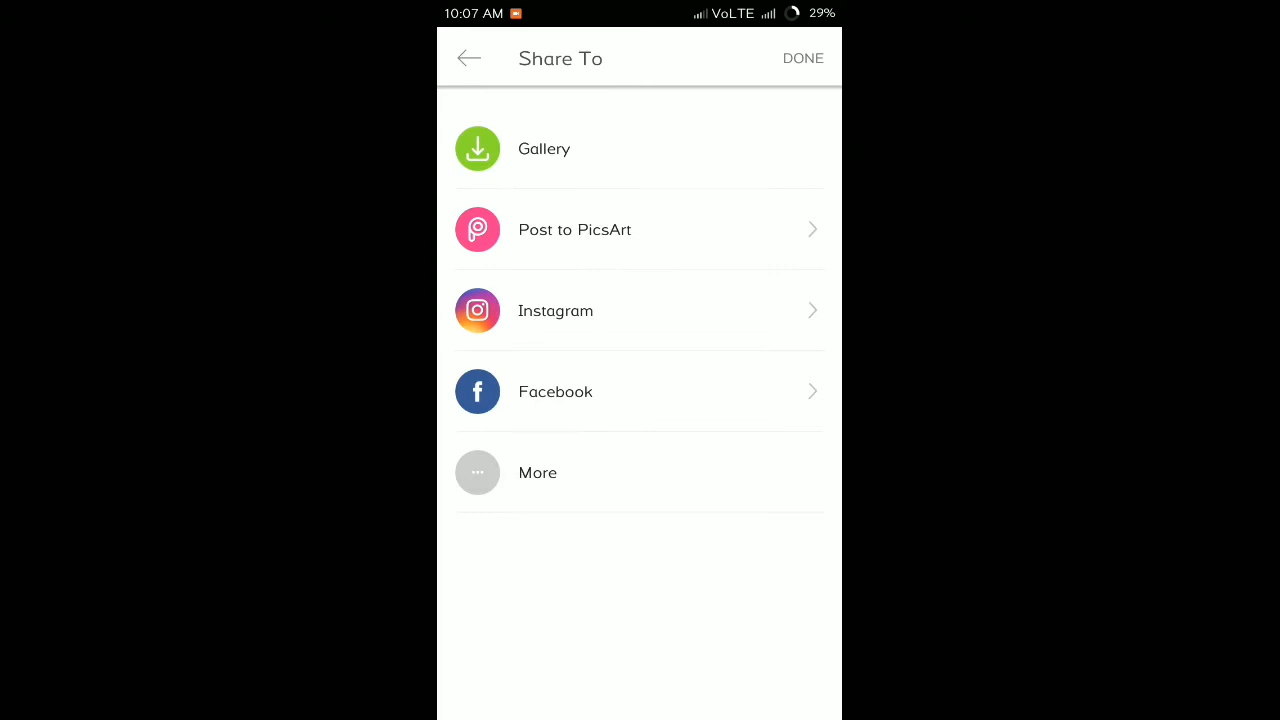 10:07 AM VoLTE 29%
Share To DONE
Gallery
Post to PicsArt
Instagram
Facebook
More